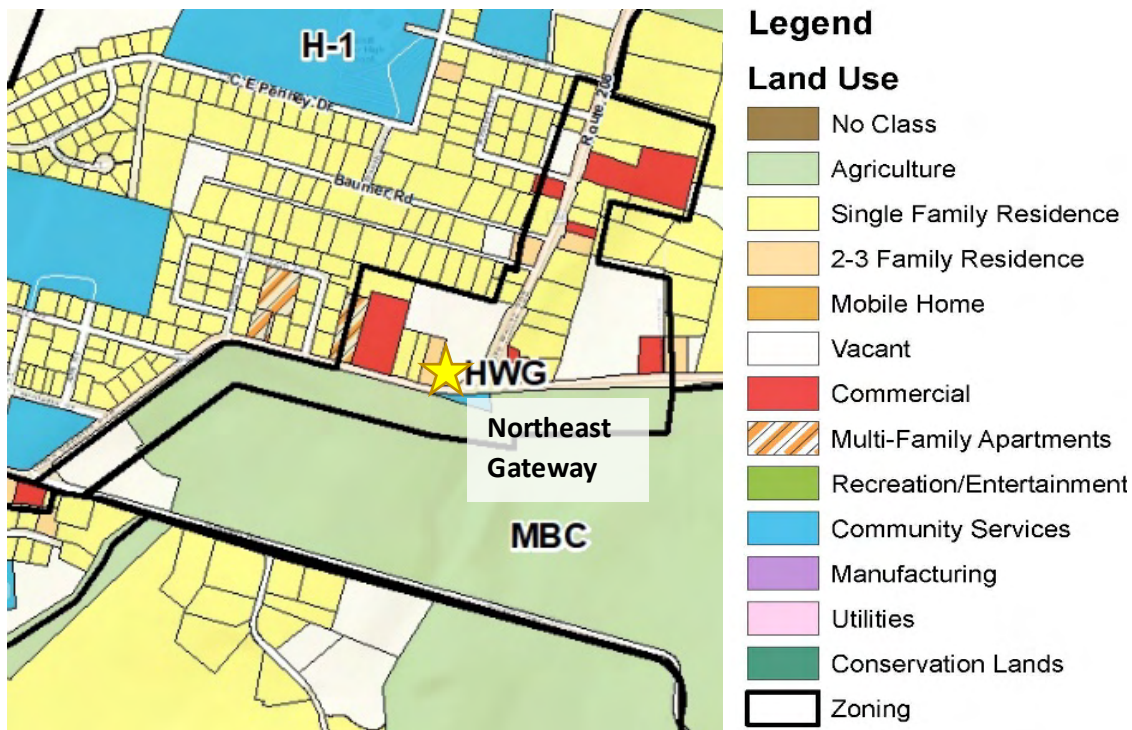 H-1
C E Penney Dr
Route 208
Baumer Rd
HWG
Northeast
Gateway
MBC
Legend
Land Use
No Class
Agriculture
Single Family Residence
2-3 Family Residence
Mobile Home
Vacant
Commercial
Multi-Family Apartments
Recreation/Entertainment
Community Services
Manufacturing
Utilities
Conservation Lands
Zoning